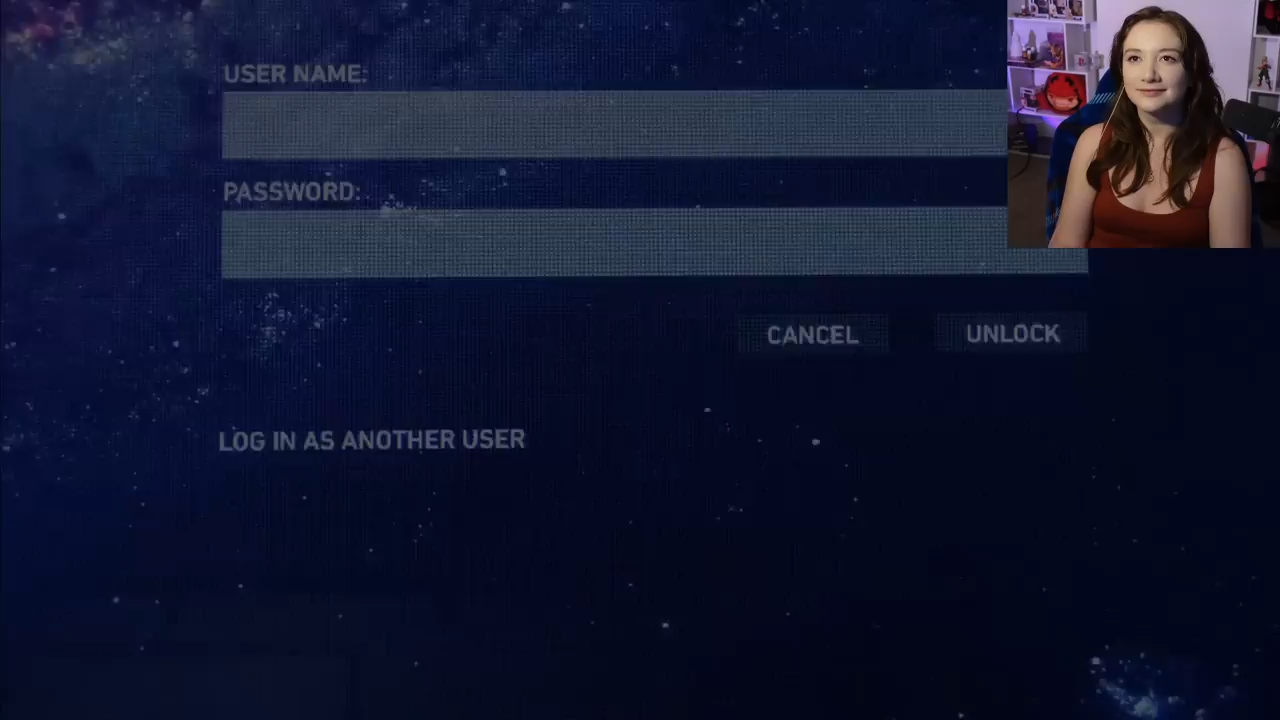 USER NAME:
PASSWORD:
CANCEL
UNLOCK
LOG IN AS ANOTHER USER